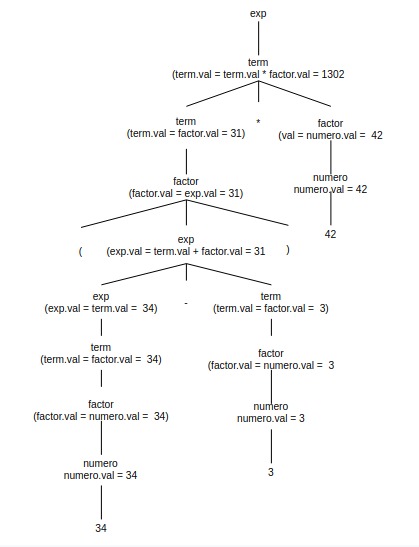 exp
term
(term.val = term.val * factor.val = 1302
term
(term.val = factor.val = 31)
*
factor
(val = numero.val =  42
factor
(factor.val = exp.val = 31)
numero
numero.val = 42
42
(
exp
(exp.val = term.val + factor.val = 31
)
exp
(exp.val = term.val =  34)
-
term
(term.val = factor.val =  3)
term
(term.val = factor.val =  34)
factor
(factor.val = numero.val =  3
factor
(factor.val = numero.val =  34)
numero
numero.val = 3
numero
numero.val = 34
3
34